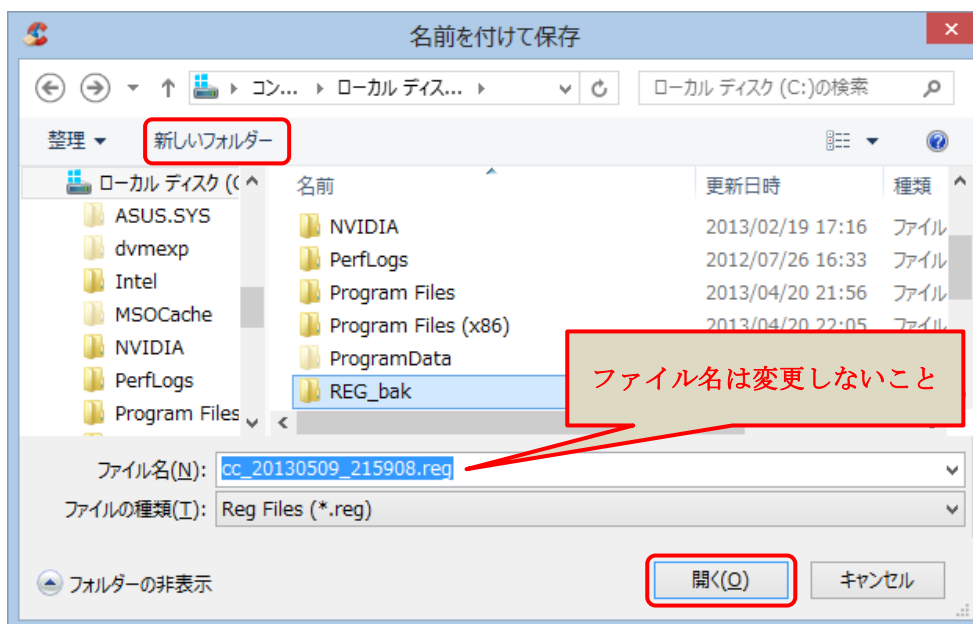 名前を付けて保存
コン... ローカル ディス... ローカル ディスク (C:)の検索
整理 新しいフォルダー
ローカル ディスク (C
ASUS.SYS
dvmexp
Intel
MSOCache
NVIDIA
PerfLogs
Program Files
名前 更新日時 種類
NVIDIA 2013/02/19 17:16 ファイル
PerfLogs 2012/07/26 16:33 ファイル
Program Files 2013/04/20 21:56 ファイル
Program Files (x86) 2013/04/20 22:05 ファイル
ProgramData
REG_bak
ファイル名は変更しないこと
ファイル名(N): cc_20130509_215908.reg
ファイルの種類(T): Reg Files (*.reg)
フォルダーの非表示 開く(O) キャンセル